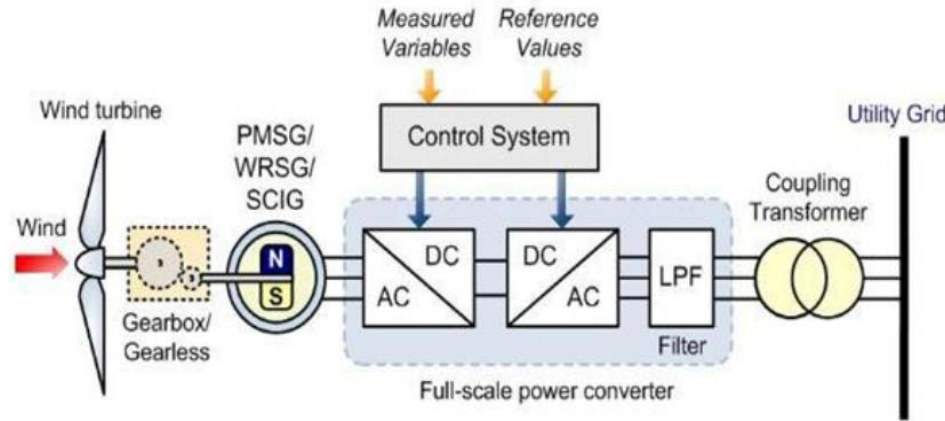 Measured
Variables
Reference
Values
Wind turbine
PMSG/
WRSG/
SCIG
Control System
Utility Grid
Coupling
Transformer
Wind
N
S
DC
AC
DC
AC
LPF
Gearbox/
Gearless
Filter
Full-scale power converter